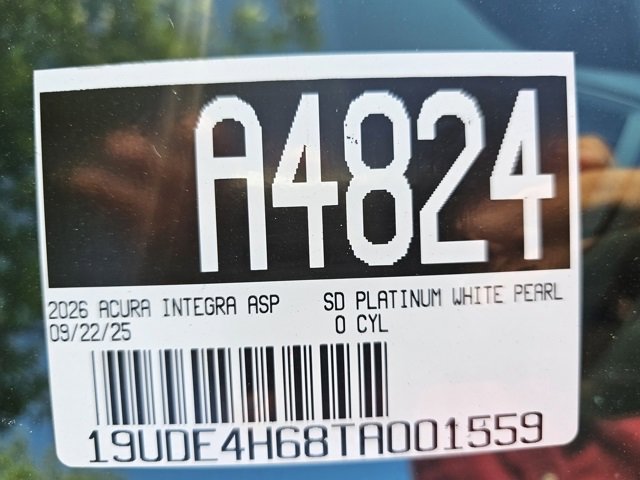 A4824
2026 ACURA INTEGRA ASP SD PLATINUM WHITE PEARL
09/22/25 0 CYL
19UDE4H68TA001559